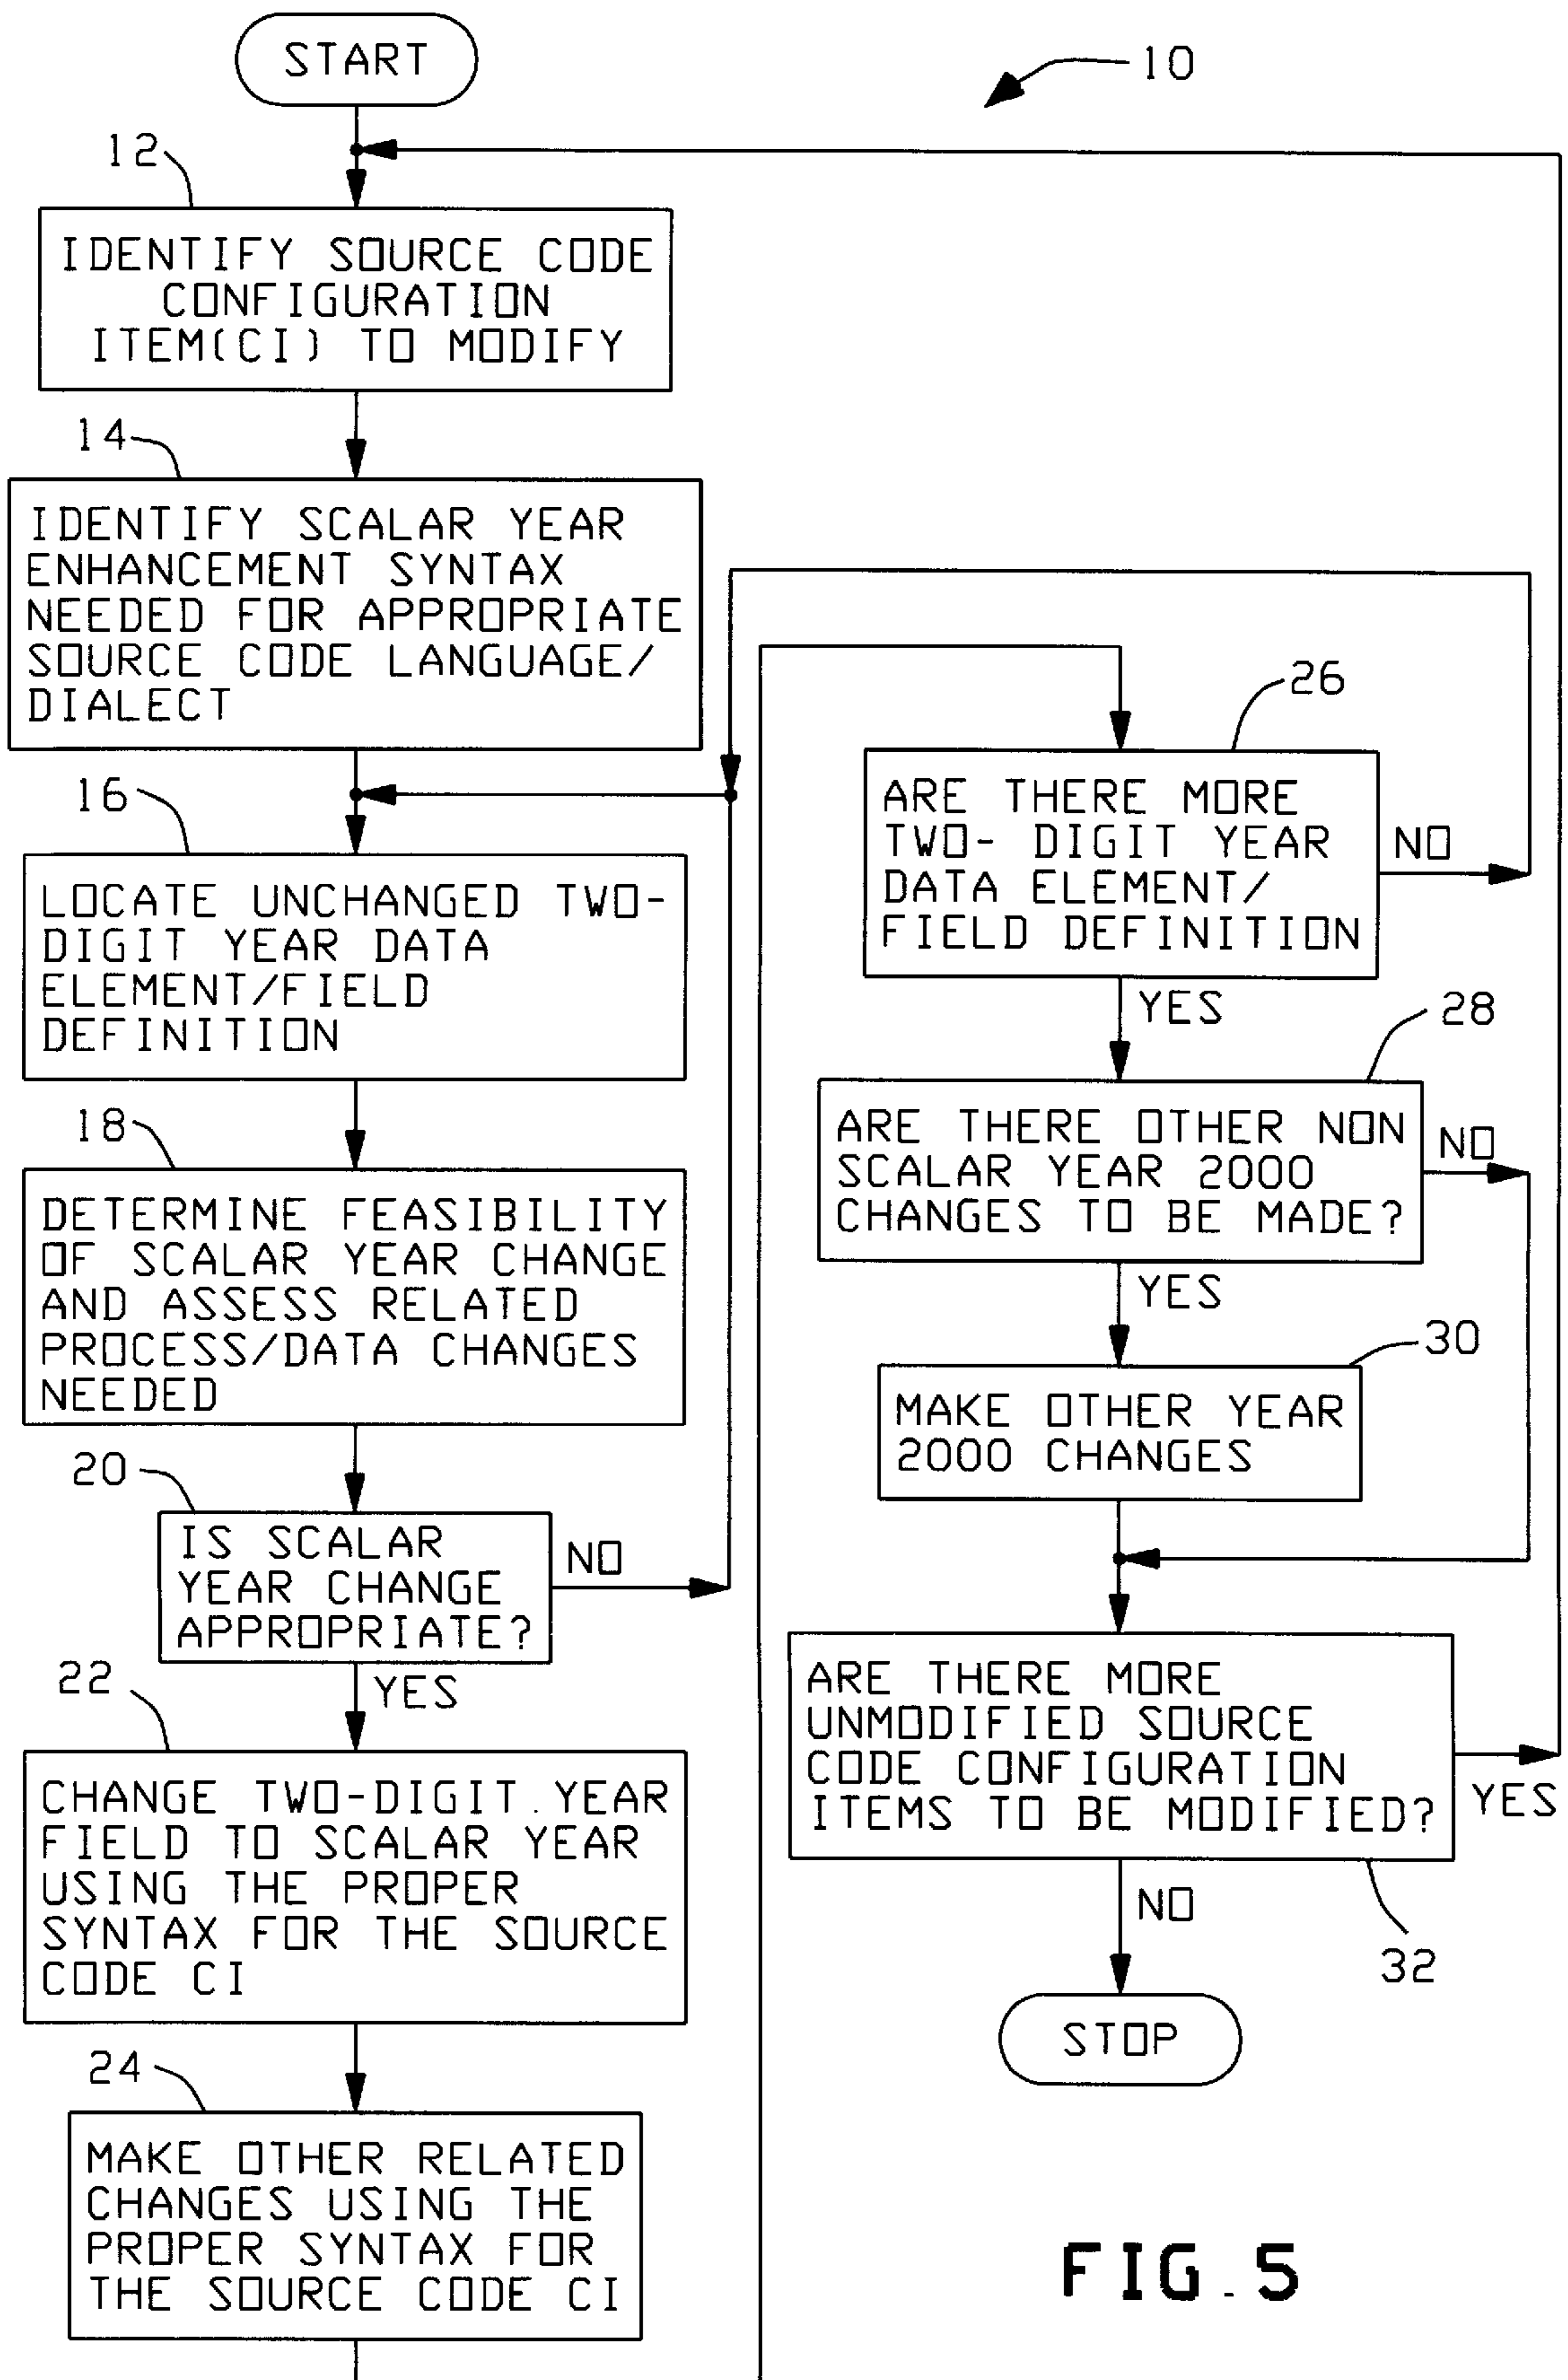 START
10
12
IDENTIFY SOURCE CODE
CONFIGURATION
ITEM(CI) TO MODIFY
14
IDENTIFY SCALAR YEAR
ENHANCEMENT SYNTAX
NEEDED FOR APPROPRIATE
SOURCE CODE LANGUAGE/
DIALECT
16
LOCATE UNCHANGED TWO-
DIGIT YEAR DATA
ELEMENT/FIELD
DEFINITION
18
DETERMINE FEASIBILITY
OF SCALAR YEAR CHANGE
AND ASSESS RELATED
PROCESS/DATA CHANGES
NEEDED
20
IS SCALAR
YEAR CHANGE
APPROPRIATE?
NO
YES
22
CHANGE TWO-DIGIT YEAR
FIELD TO SCALAR YEAR
USING THE PROPER
SYNTAX FOR THE SOURCE
CODE CI
24
MAKE OTHER RELATED
CHANGES USING THE
PROPER SYNTAX FOR
THE SOURCE CODE CI
26
ARE THERE MORE
TWO- DIGIT YEAR
DATA ELEMENT/
FIELD DEFINITION
NO
YES
28
ARE THERE OTHER NON
SCALAR YEAR 2000
CHANGES TO BE MADE?
NO
YES
30
MAKE OTHER YEAR
2000 CHANGES
ARE THERE MORE
UNMODIFIED SOURCE
CODE CONFIGURATION
ITEMS TO BE MODIFIED?
YES
NO
32
STOP
FIG.5